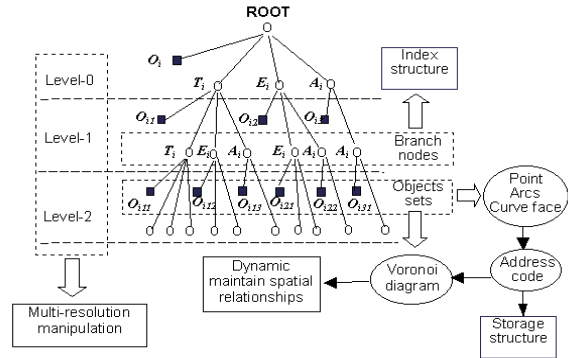 ROOT
Oi
Index
structure
Level-0
Ti Ei Ai
Oi1 Oi2 Oi3
Level-1
Branch
nodes
Ti Ei Ai Ei Ai Ai
Objects
sets
Oi11 Oi12 Oi13 Oi21 Oi22 Oi31
Level-2
Point
Arcs
Curve face
Dynamic
maintain spatial
relationships
Voronoi
diagram
Address
code
Multi-resolution
manipulation
Storage
structure